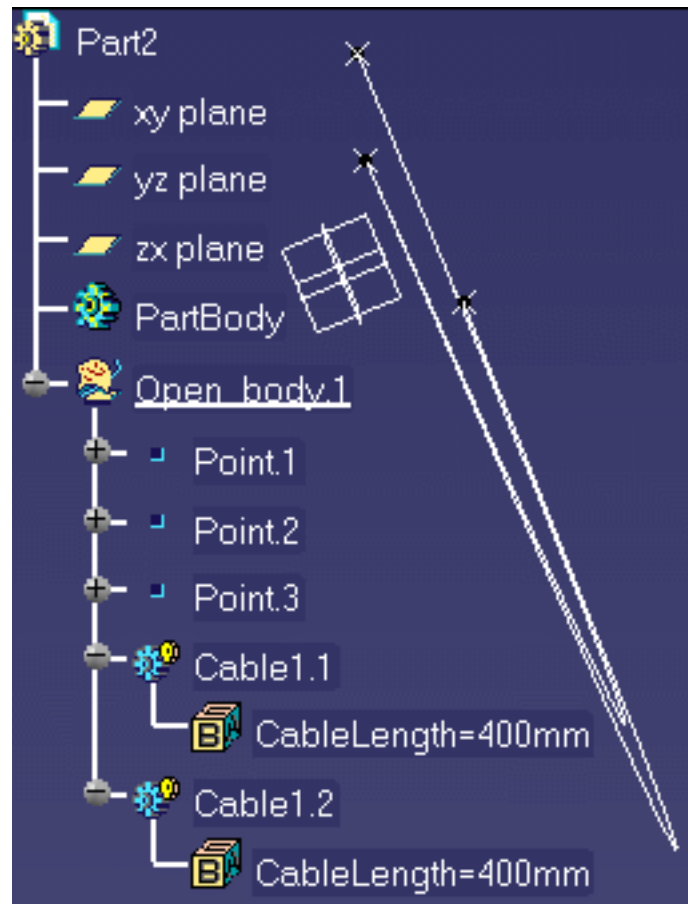 Part2
xy plane
yz plane
zx plane
PartBody
Open_body.1
Point.1
Point.2
Point.3
Cable1.1
CableLength=400mm
Cable1.2
CableLength=400mm